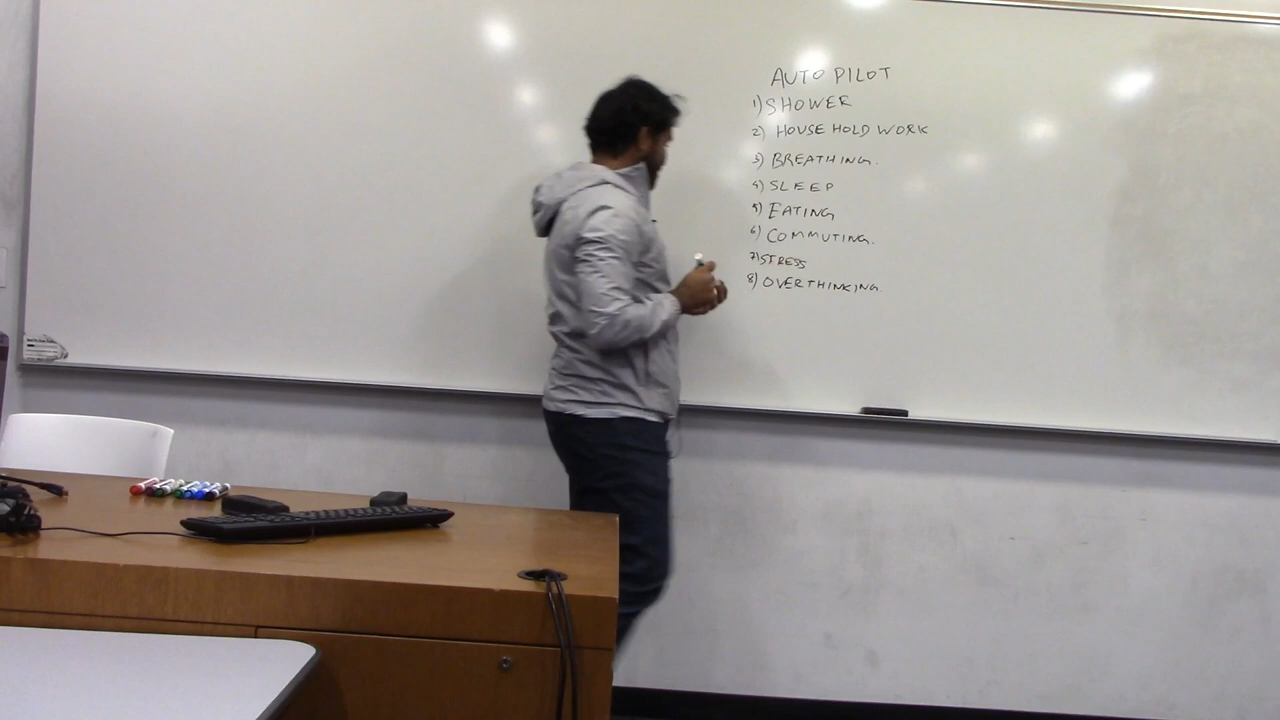 AUTO PILOT
1) SHOWER
2) HOUSE HOLD WORK
3) BREATHING.
4) SLEEP
5) EATING
6) COMMUTING.
7) STRESS
8) OVERTHINKING.